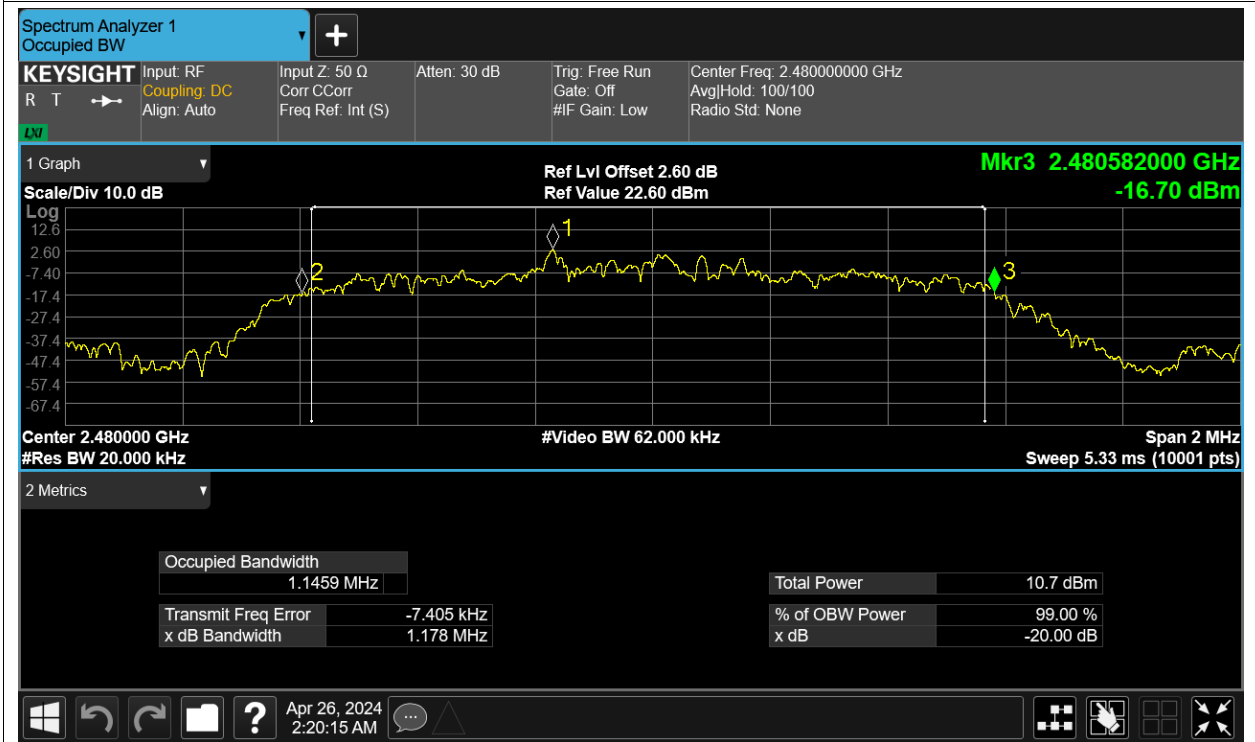 Spectrum Analyzer 1
Occupied BW
KEYSIGHT
R T
LXI
Input: RF
Coupling: DC
Align: Auto
Input Z: 50 Ω
Corr CCorr
Freq Ref: Int (S)
Atten: 30 dB
Trig: Free Run
Gate: Off
#IF Gain: Low
Center Freq: 2.480000000 GHz
Avg|Hold: 100/100
Radio Std: None
1 Graph
Scale/Div 10.0 dB
Ref Lvl Offset 2.60 dB
Ref Value 22.60 dBm
Mkr3 2.480582000 GHz
-16.70 dBm
Log
12.6
2.60
-7.40
-17.4
-27.4
-37.4
-47.4
-57.4
-67.4
1
2
3
Center 2.480000 GHz
#Video BW 62.000 kHz
Span 2 MHz
#Res BW 20.000 kHz
Sweep 5.33 ms (10001 pts)
2 Metrics
Occupied Bandwidth
1.1459 MHz
Transmit Freq Error -7.405 kHz
x dB Bandwidth 1.178 MHz
Total Power 10.7 dBm
% of OBW Power 99.00 %
x dB -20.00 dB
?
Apr 26, 2024
2:20:15 AM